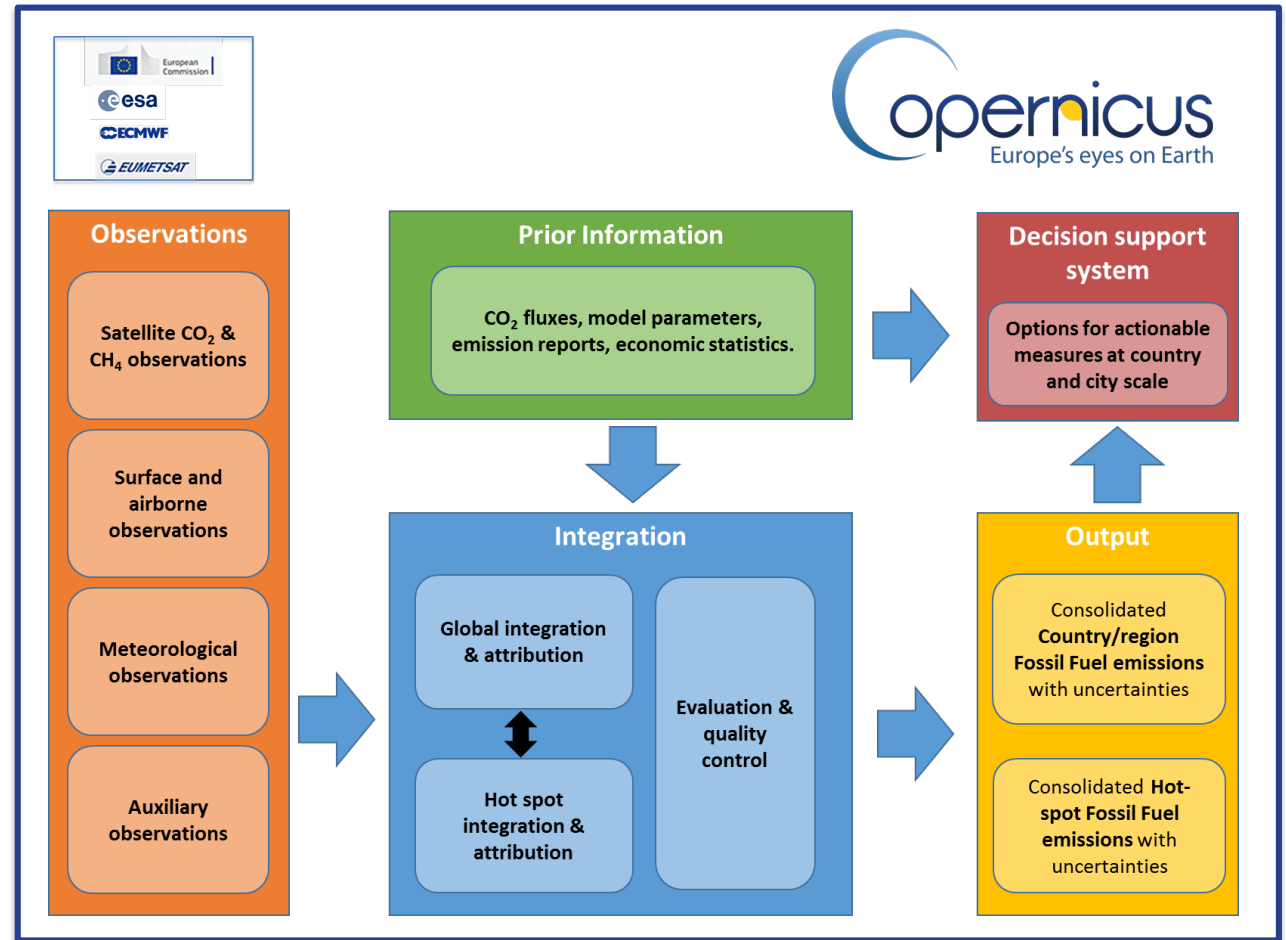 European
Commission
esa
ECMWF
EUMETSAT
Copernicus
Europe's eyes on Earth
Observations
Satellite CO₂ &
CH₄ observations
Surface and
airborne
observations
Meteorological
observations
Auxiliary
observations
Prior Information
CO₂ fluxes, model parameters,
emission reports, economic statistics.
Decision support
system
Options for actionable
measures at country
and city scale
Integration
Global integration
& attribution
Hot spot
integration &
attribution
Evaluation &
quality
control
Output
Consolidated
Country/region
Fossil Fuel emissions
with uncertainties
Consolidated Hot-
spot Fossil Fuel
emissions with
uncertainties